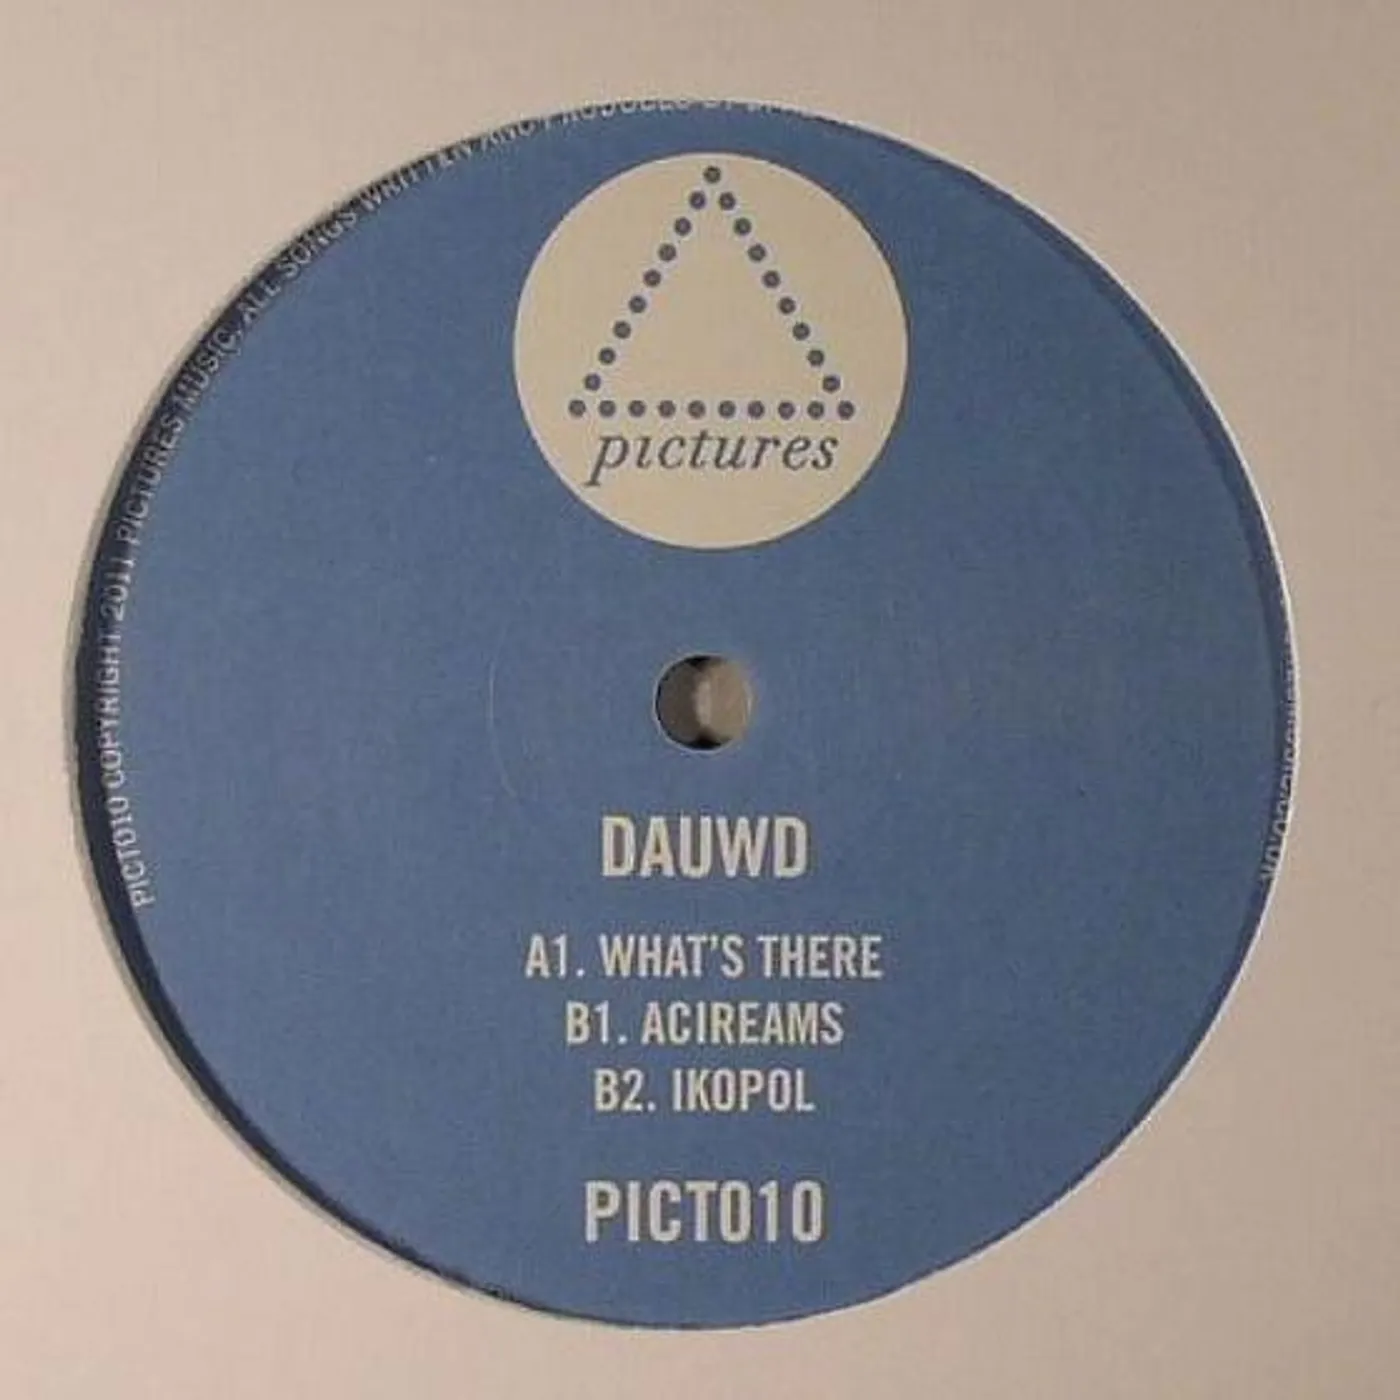 PICT010 COPYRIGHT 2011 PICTURES MUSIC. ALL SONGS WRITTEN AND PRODUCED BY
pictures
DAUWD
A1. WHAT'S THERE
B1. ACIREAMS
B2. IKOPOL
PICT010